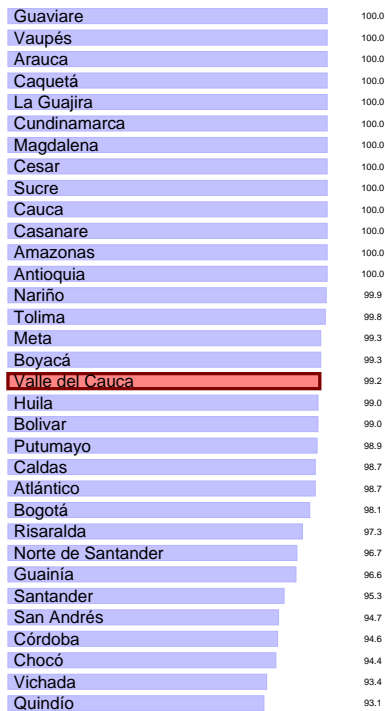 Guaviare 100.0
Vaupés 100.0
Arauca 100.0
Caquetá 100.0
La Guajira 100.0
Cundinamarca 100.0
Magdalena 100.0
Cesar 100.0
Sucre 100.0
Cauca 100.0
Casanare 100.0
Amazonas 100.0
Antioquia 100.0
Nariño 99.9
Tolima 99.8
Meta 99.3
Boyacá 99.3
Valle del Cauca 99.2
Huila 99.0
Bolivar 99.0
Putumayo 98.9
Caldas 98.7
Atlántico 98.7
Bogotá 98.1
Risaralda 97.3
Norte de Santander 96.7
Guainía 96.6
Santander 95.3
San Andrés 94.7
Córdoba 94.6
Chocó 94.4
Vichada 93.4
Quindío 93.1